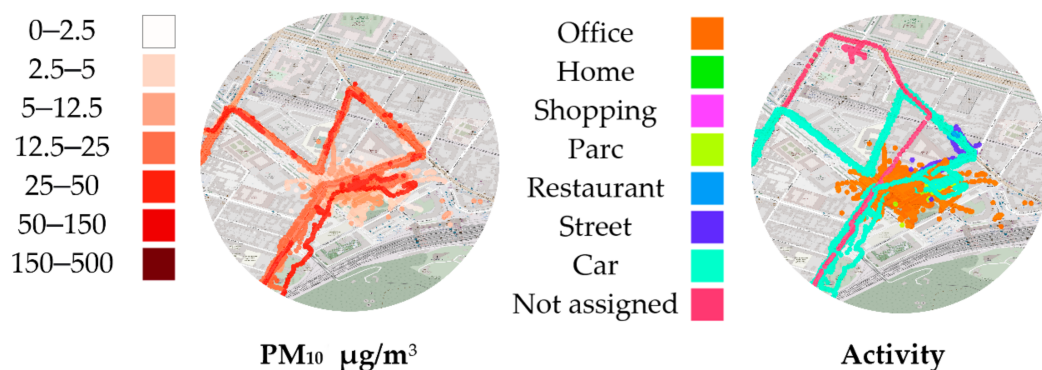 0–2.5
2.5–5
5–12.5
12.5–25
25–50
50–150
150–500
PM₁₀ µg/m³
Office
Home
Shopping
Parc
Restaurant
Street
Car
Not assigned
Activity